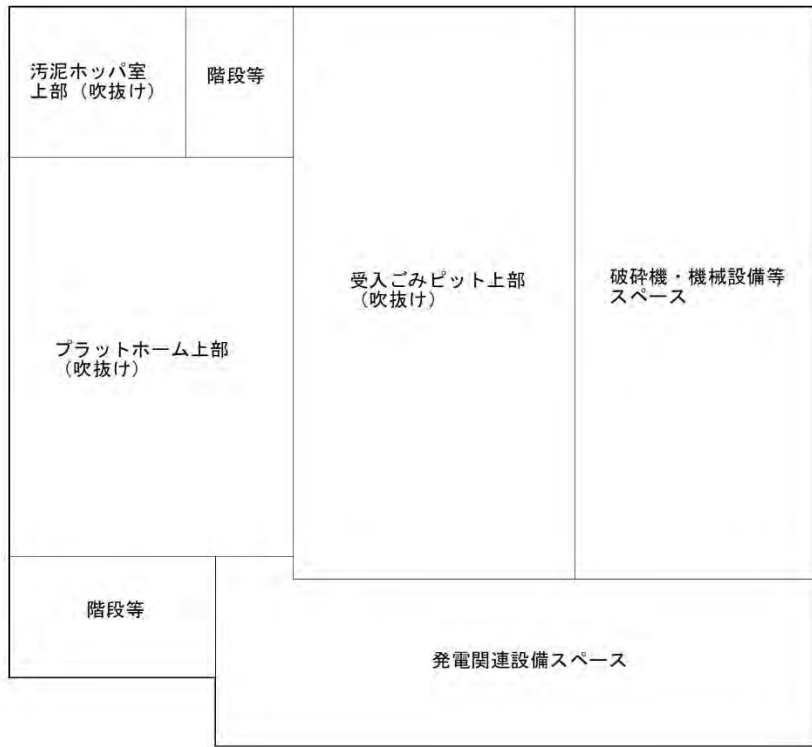 汚泥ホッパ室
上部（吹抜け）
階段等
受入ごみピット上部
（吹抜け）
破砕機・機械設備等
スペース
プラットホーム上部
（吹抜け）
階段等
発電関連設備スペース